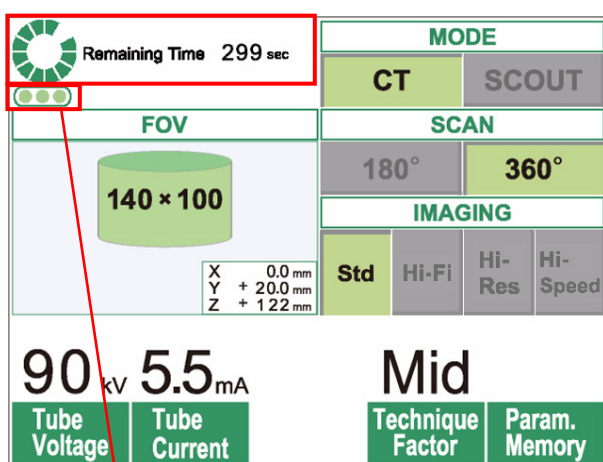 Remaining Time 299 sec
MODE
CT
SCOUT
FOV
SCAN
140 × 100
180°
360°
IMAGING
X 0.0 mm
Y + 20.0 mm
Z + 122 mm
Std
Hi-Fi
Hi-
Res
Hi-
Speed
90 kV
5.5 mA
Mid
Tube
Voltage
Tube
Current
Technique
Factor
Param.
Memory